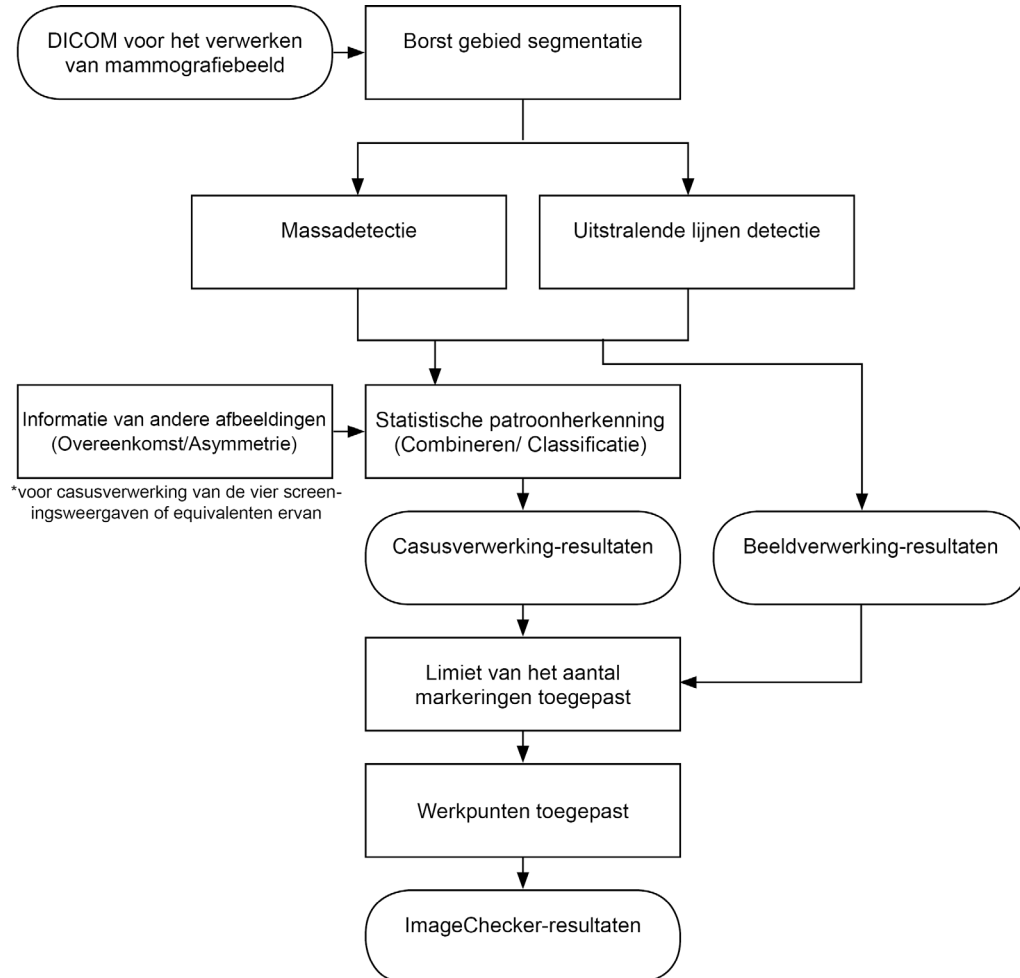 DICOM voor het verwerken
van mammografiebeeld
Borst gebied segmentatie
Massadetectie
Uitstralende lijnen detectie
Informatie van andere afbeeldingen
(Overeenkomst/Asymmetrie)
*voor casusverwerking van de vier screen-
ingsweergaven of equivalenten ervan
Statistische patroonherkenning
(Combineren/ Classificatie)
Casusverwerking-resultaten
Beeldverwerking-resultaten
Limiet van het aantal
markeringen toegepast
Werkpunten toegepast
ImageChecker-resultaten